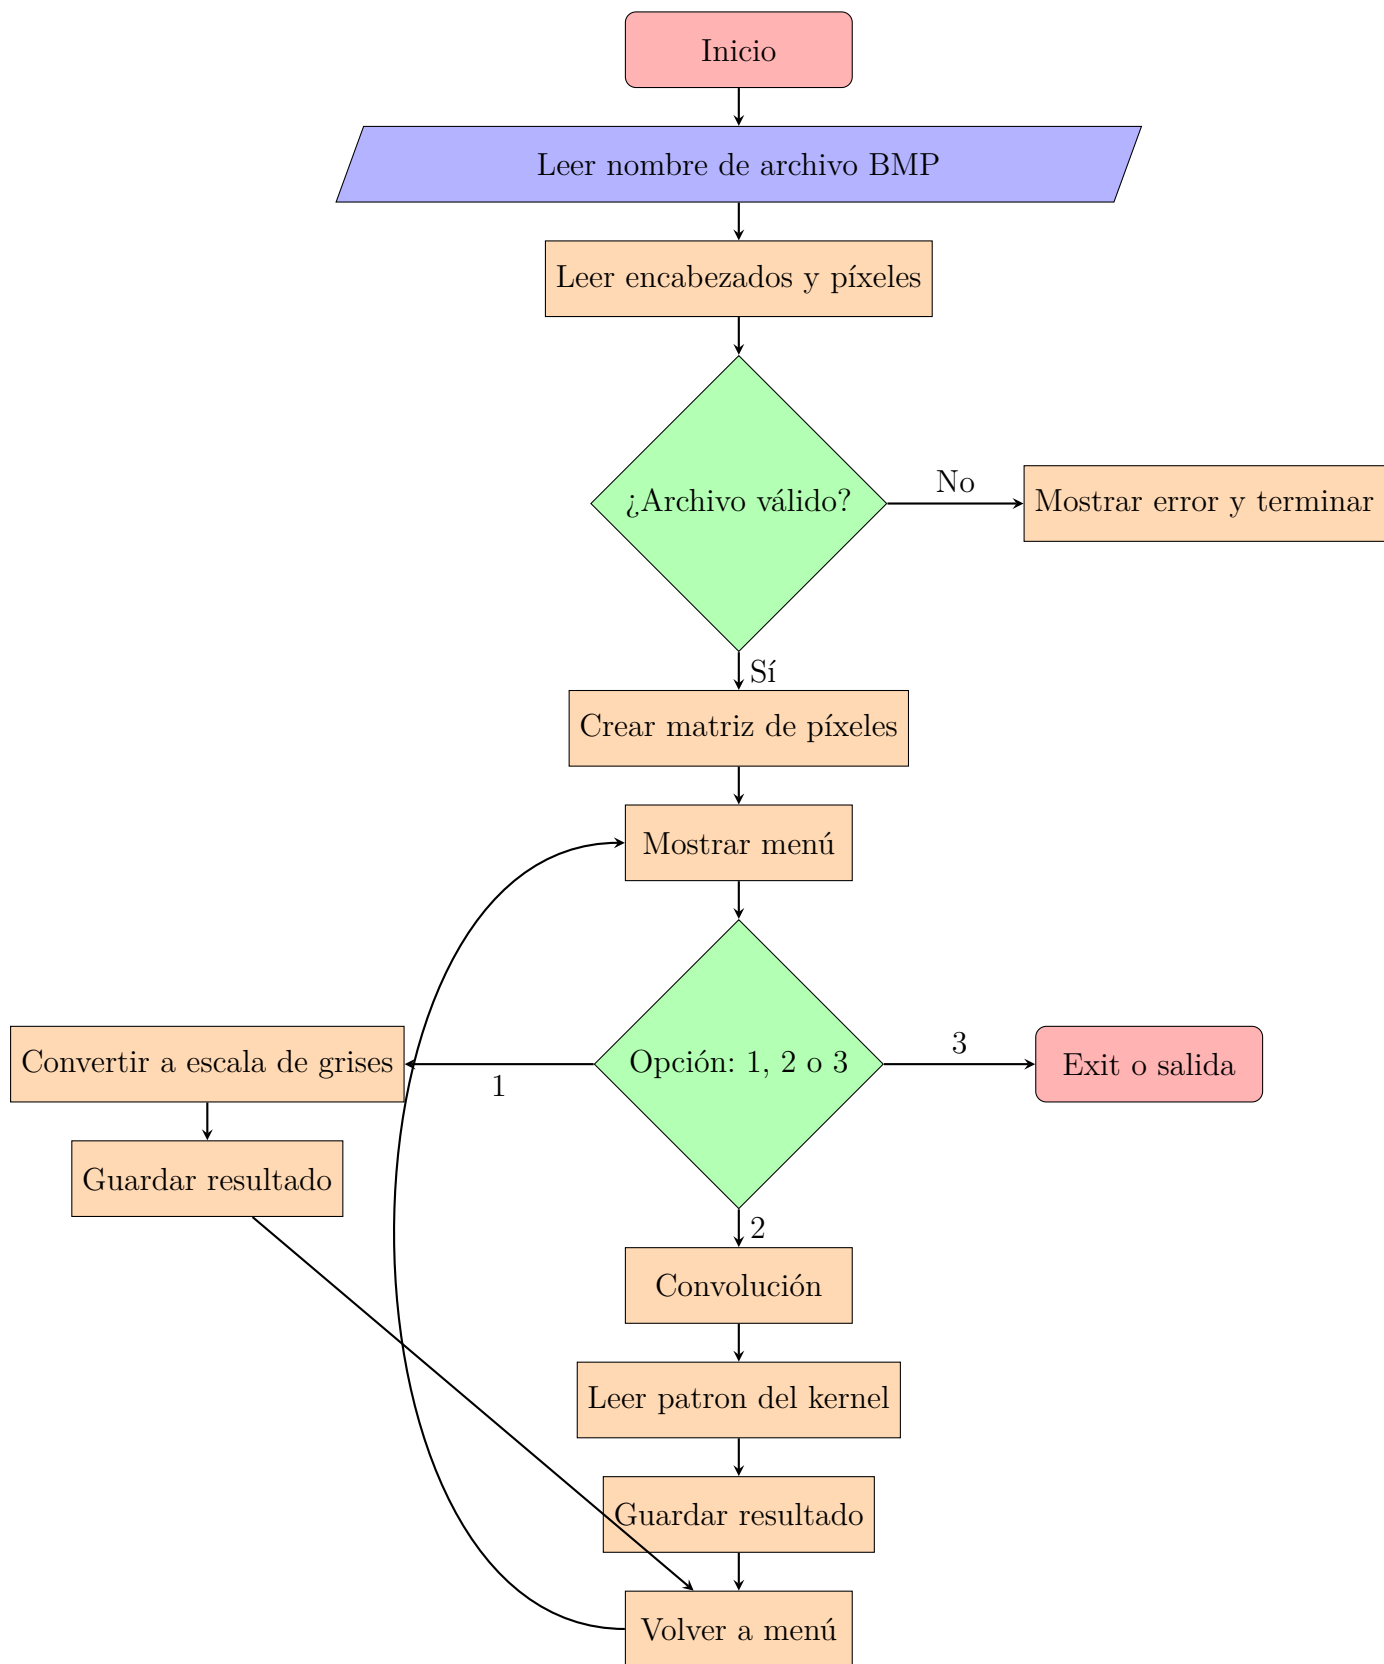 Inicio
Leer nombre de archivo BMP
Leer encabezados y píxeles
¿Archivo válido?
No
Mostrar error y terminar
Sí
Crear matriz de píxeles
Mostrar menú
Convertir a escala de grises
1
Opción: 1, 2 o 3
3
Exit o salida
Guardar resultado
2
Convolución
Leer patron del kernel
Guardar resultado
Volver a menú